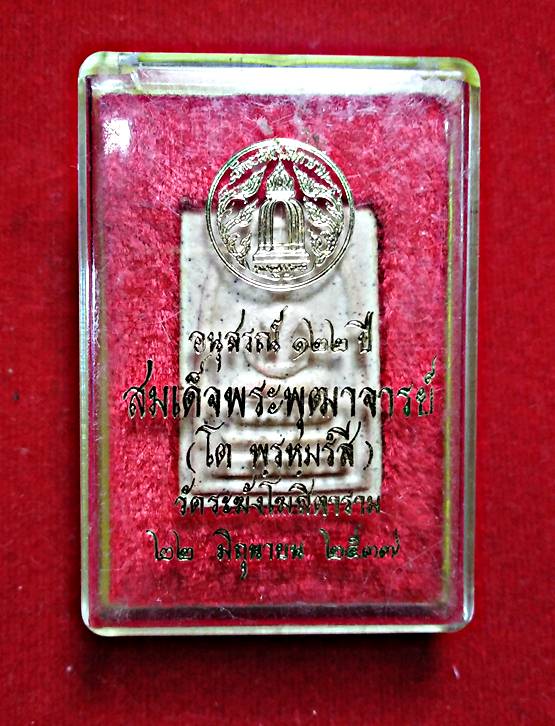 อนุสรณ์ ๑๒๒ ปี
สมเด็จพระพุฒาจารย์
(โต พฺรหฺมรํสี)
วัดระฆังโฆสิตาราม
๒๒ มิถุนายน ๒๕๓๗